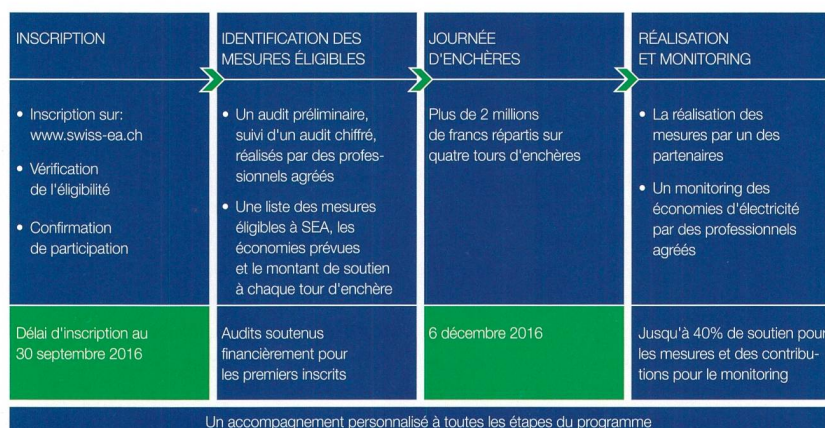 INSCRIPTION
• Inscription sur:
www.swiss-ea.ch
• Vérification
de l'éligibilité
• Confirmation
de participation
Délai d'inscription au
30 septembre 2016
IDENTIFICATION DES
MESURES ÉLIGIBLES
• Un audit préliminaire,
suivi d'un audit chiffré,
réalisés par des profes-
sionnels agréés
• Une liste des mesures
éligibles à SEA, les
économies prévues
et le montant de soutien
à chaque tour d'enchère
Audits soutenus
financièrement pour
les premiers inscrits
JOURNÉE
D'ENCHÈRES
Plus de 2 millions
de francs répartis sur
quatre tours d'enchères
6 décembre 2016
RÉALISATION
ET MONITORING
• La réalisation des
mesures par un des
partenaires
• Un monitoring des
économies d'électricité
par des professionnels
agréés
Jusqu'à 40% de soutien pour
les mesures et des contribu-
tions pour le monitoring
Un accompagnement personnalisé à toutes les étapes du programme